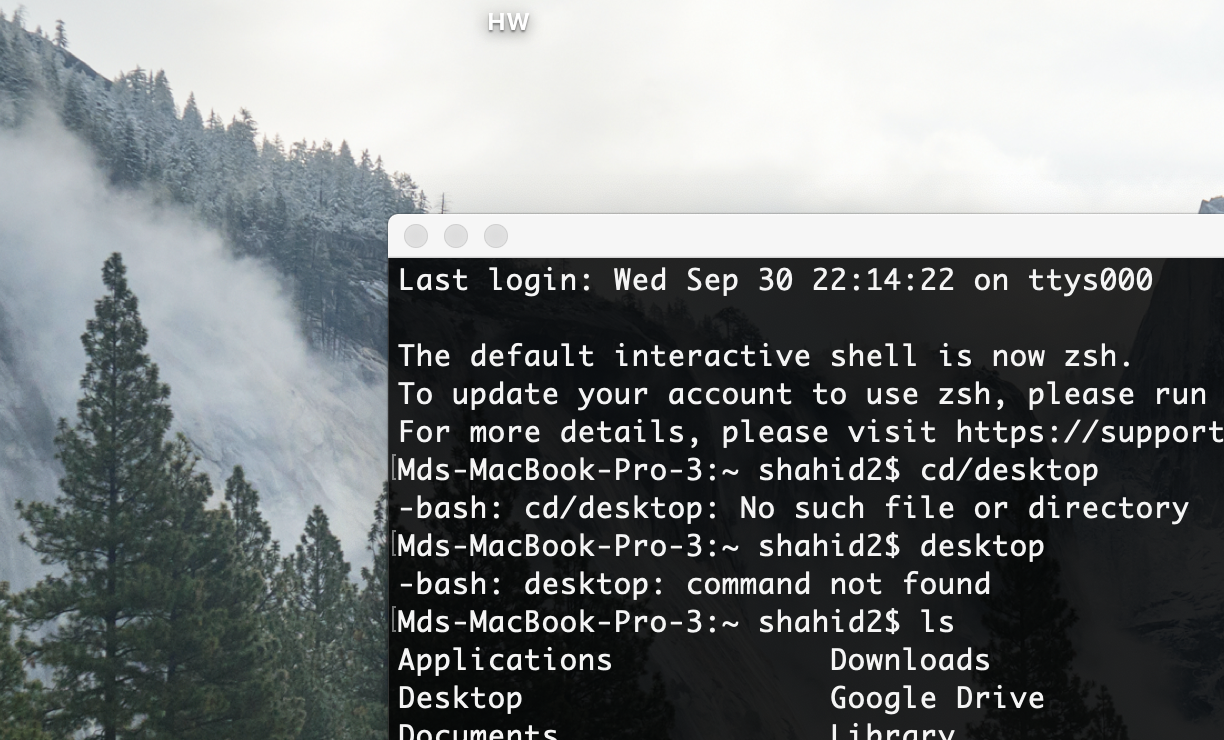 HW
Last login: Wed Sep 30 22:14:22 on ttys000
The default interactive shell is now zsh.
To update your account to use zsh, please run
For more details, please visit https://support
Mds-MacBook-Pro-3:~ shahid2$ cd/desktop
-bash: cd/desktop: No such file or directory
Mds-MacBook-Pro-3:~ shahid2$ desktop
-bash: desktop: command not found
Mds-MacBook-Pro-3:~ shahid2$ ls
Applications Downloads
Desktop Google Drive
Documents Library